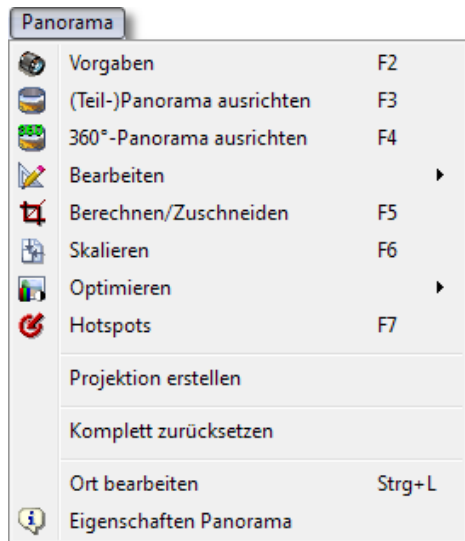 Panorama
Vorgaben F2
(Teil-)Panorama ausrichten F3
360°-Panorama ausrichten F4
Bearbeiten
Berechnen/Zuschneiden F5
Skalieren F6
Optimieren
Hotspots F7
Projektion erstellen
Komplett zurücksetzen
Ort bearbeiten Strg+L
Eigenschaften Panorama